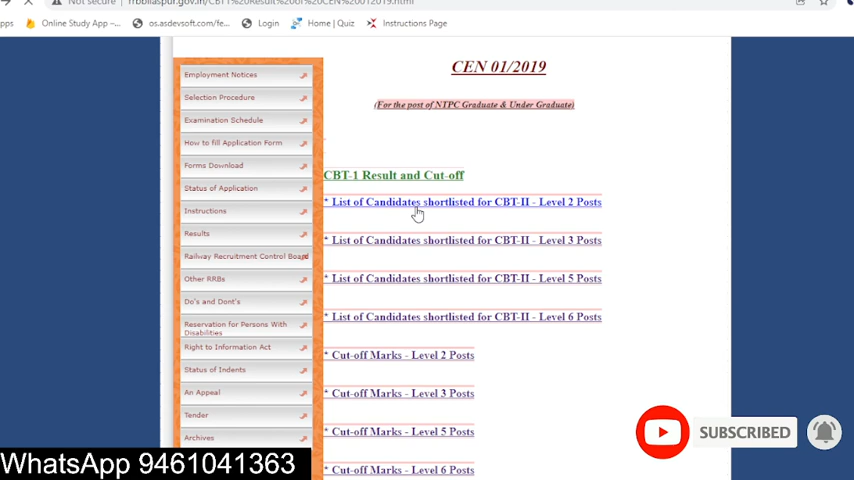 Not secure
pps
Online Study App –...
os.asdevsoft.com/fe...
Login
Home | Quiz
Instructions Page
CEN 01/2019
(For the post of NTPC Graduate & Under Graduate)
Employment Notices
Selection Procedure
Examination Schedule
How to fill Application Form
Forms Download
Status of Application
Instructions
Results
Railway Recruitment Control Board
Other RRBs
Do's and Dont's
Reservation for Persons With
Disabilities
Right to Information Act
Status of Indents
An Appeal
Tender
Archives
CBT-1 Result and Cut-off
* List of Candidates shortlisted for CBT-II - Level 2 Posts
* List of Candidates shortlisted for CBT-II - Level 3 Posts
* List of Candidates shortlisted for CBT-II - Level 5 Posts
* List of Candidates shortlisted for CBT-II - Level 6 Posts
* Cut-off Marks - Level 2 Posts
* Cut-off Marks - Level 3 Posts
* Cut-off Marks - Level 5 Posts
* Cut-off Marks - Level 6 Posts
SUBSCRIBED
WhatsApp 9461041363